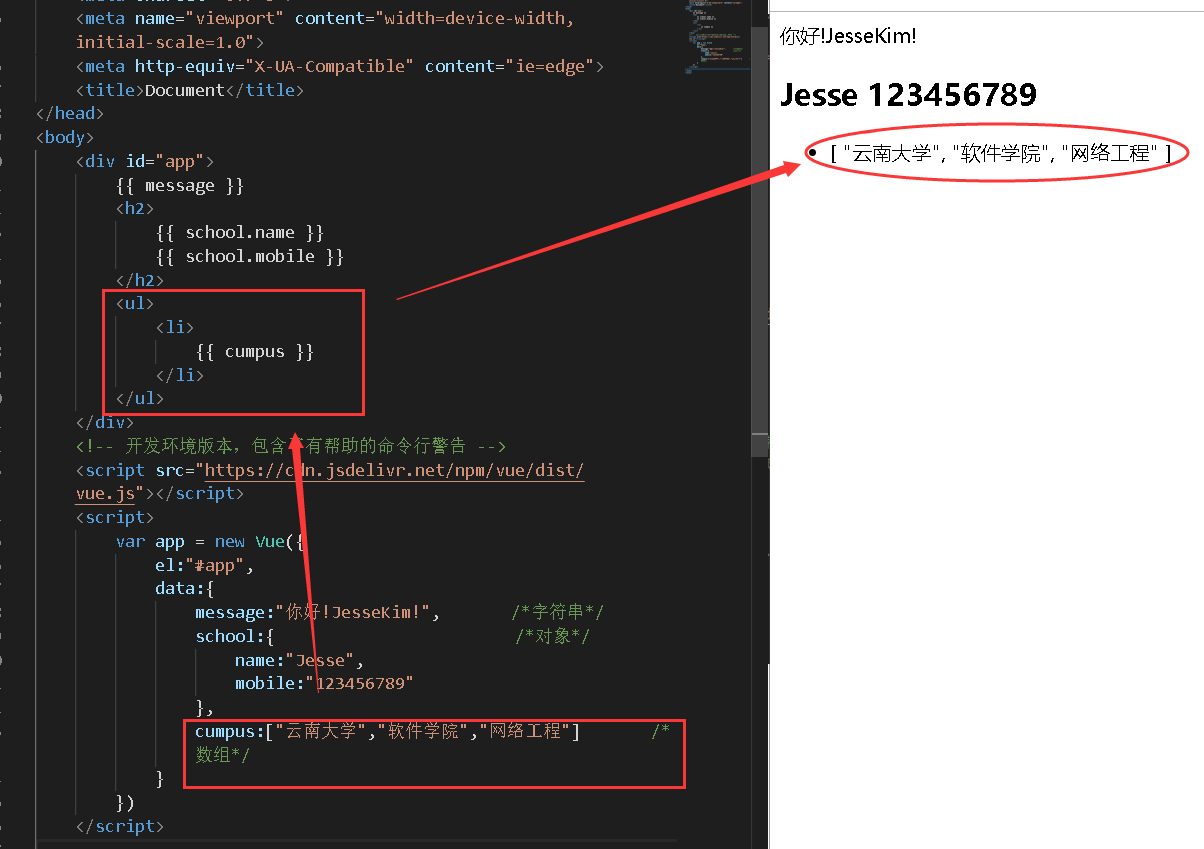 <meta name="viewport" content="width=device-width,
initial-scale=1.0">
<meta http-equiv="X-UA-Compatible" content="ie=edge">
<title>Document</title>
</head>
<body>
<div id="app">
{{ message }}
<h2>
{{ school.name }}
{{ school.mobile }}
</h2>
<ul>
<li>
{{ cumpus }}
</li>
</ul>
</div>
<!-- 开发环境版本，包含 有帮助的命令行警告 -->
<script src="https://cdn.jsdelivr.net/npm/vue/dist/
vue.js"></script>
<script>
var app = new Vue({
el:"#app",
data:{
message:"你好!JesseKim!", /*字符串*/
school:{ /*对象*/
name:"Jesse",
mobile:"123456789"
},
cumpus:["云南大学","软件学院","网络工程"] /*
数组*/
}
})
</script>
你好!JesseKim!
Jesse 123456789
• [ "云南大学", "软件学院", "网络工程" ]